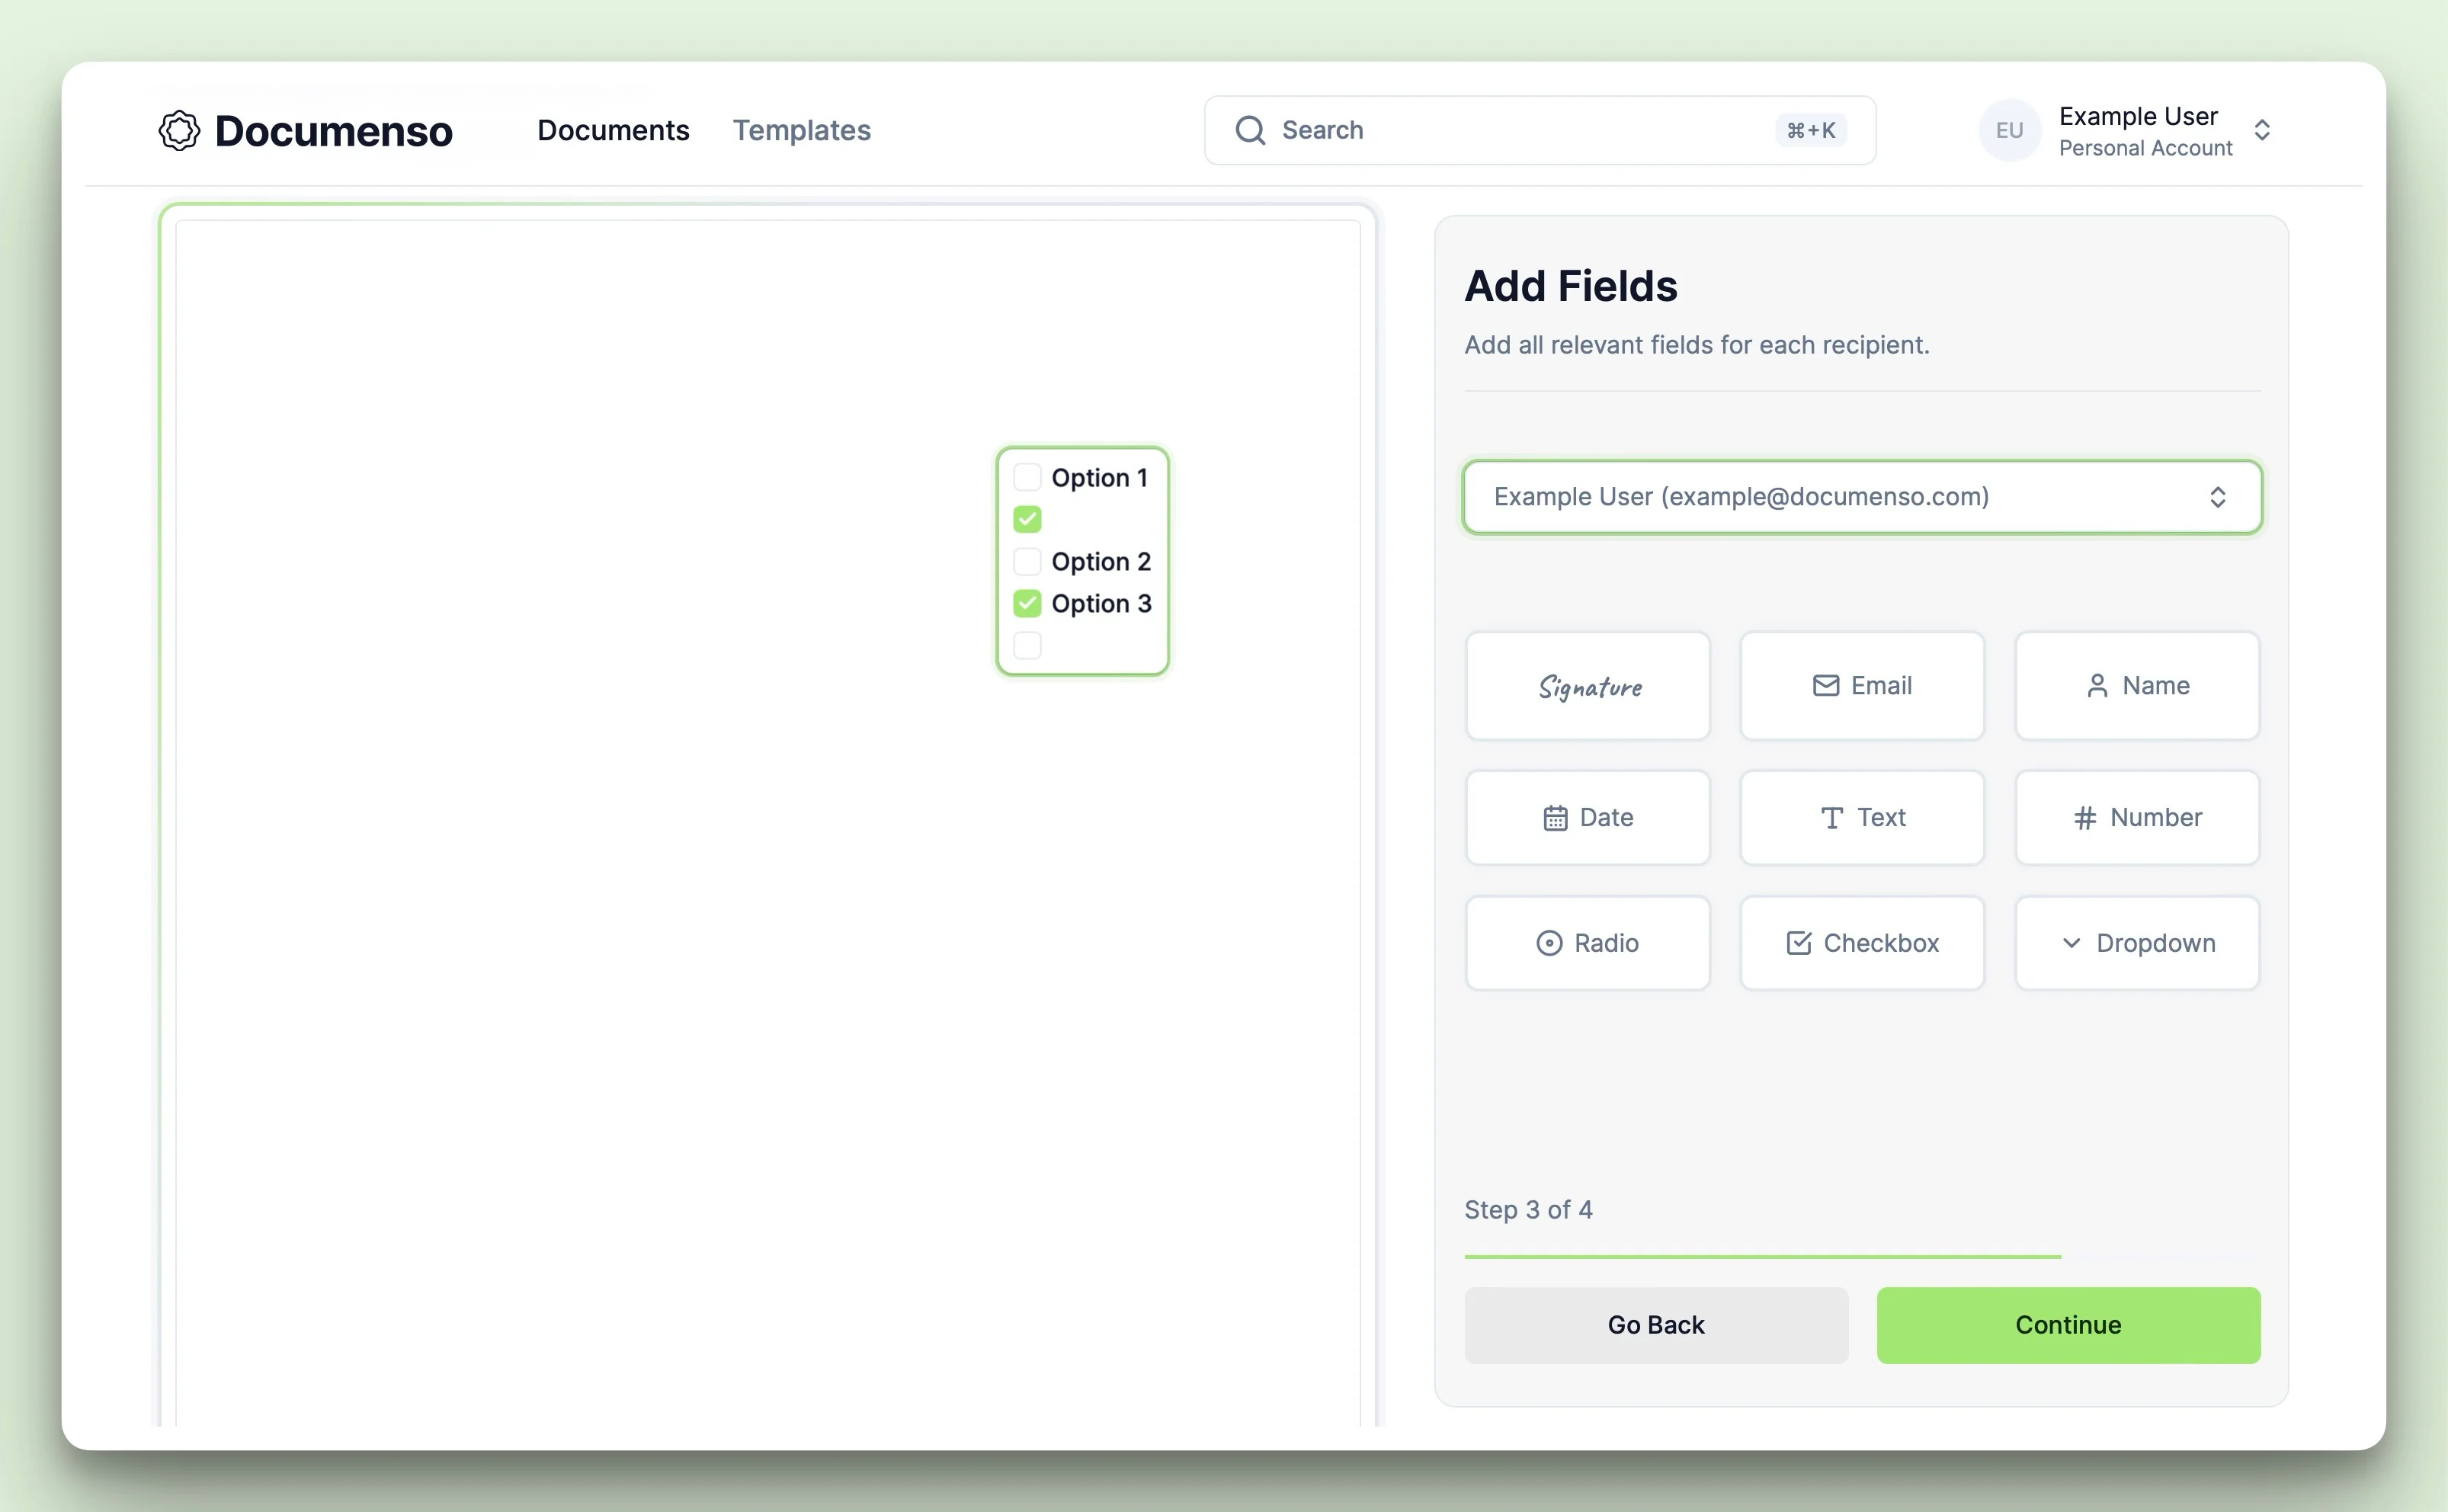 Documenso
Documents
Templates
Search
⌘+K
EU
Example User
Personal Account
Option 1
Option 2
Option 3
Add Fields
Add all relevant fields for each recipient.
Example User (example@documenso.com)
Signature
Email
Name
Date
Text
Number
Radio
Checkbox
Dropdown
Step 3 of 4
Go Back
Continue